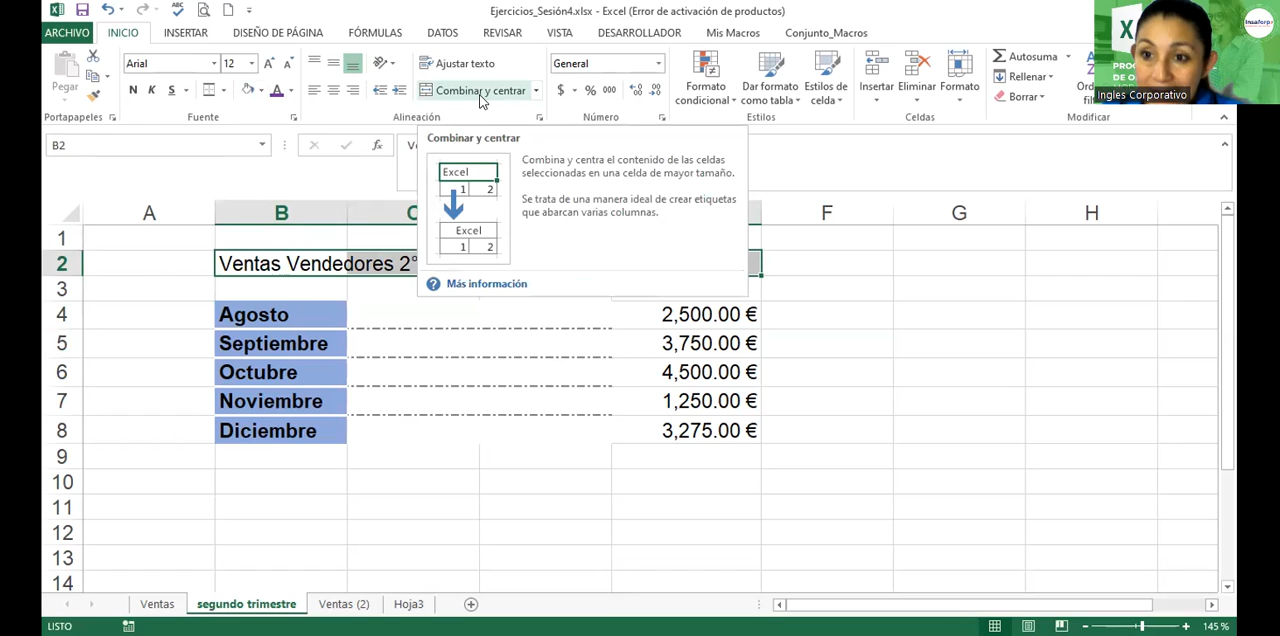 Ejercicios_Sesión4.xlsx - Excel (Error de activación de productos)
ARCHIVO INICIO INSERTAR DISEÑO DE PÁGINA FÓRMULAS DATOS REVISAR VISTA DESARROLLADOR Mis Macros Conjunto_Macros
Pegar
Portapapeles
Arial 12
N K S
Fuente
Ajustar texto
Combinar y centrar
Alineación
General
$ % 000
Número
Formato condicional
Dar formato como tabla
Estilos de celda
Estilos
Insertar Eliminar Formato
Celdas
Autosuma
Rellenar
Borrar
Modificar
Ingles Corporativo
Insaforp
B2
fx
Combinar y centrar
Excel
1 2
Excel
1 2
Combina y centra el contenido de las celdas
seleccionadas en una celda de mayor tamaño.
Se trata de una manera ideal de crear etiquetas
que abarcan varias columnas.
Más información
A B C F G H
1
2 Ventas Vendedores 2°
3
4 Agosto 2,500.00 €
5 Septiembre 3,750.00 €
6 Octubre 4,500.00 €
7 Noviembre 1,250.00 €
8 Diciembre 3,275.00 €
9
10
11
12
13
14
Ventas segundo trimestre Ventas (2) Hoja3
LISTO 145 %